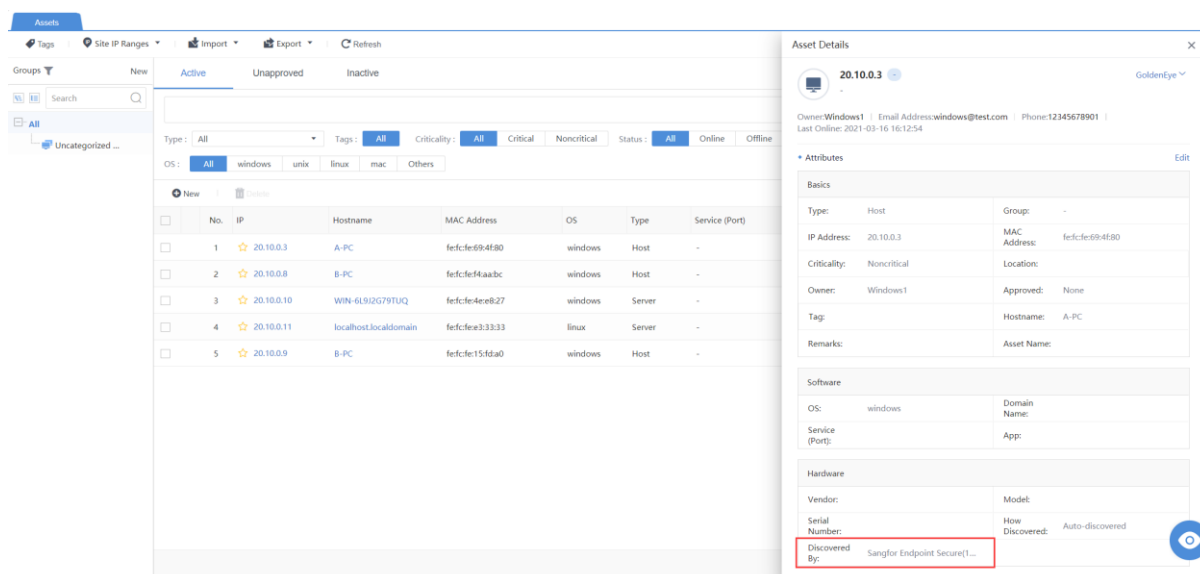 Assets
Tags Site IP Ranges Import Export Refresh
Groups New
Search
All
Uncategorized ...
Active Unapproved Inactive
Type : All Tags : All Criticality : All Critical Noncritical Status : All Online Offline
OS : All windows unix linux mac Others
New Delete
No. IP Hostname MAC Address OS Type Service (Port)
1 20.10.0.3 A-PC fe:fc:fe:69:4f:80 windows Host -
2 20.10.0.8 B-PC fe:fc:fe:f4:aa:bc windows Host -
3 20.10.0.10 WIN-6L9J2G79TUQ fe:fc:fe:4e:e8:27 windows Server -
4 20.10.0.11 localhost.localdomain fe:fc:fe:e3:33:33 linux Server -
5 20.10.0.9 B-PC fe:fc:fe:15:fd:a0 windows Host -
Asset Details
20.10.0.3 -
GoldenEye
-
Owner:Windows1 | Email Address:windows@test.com | Phone:12345678901 |
Last Online: 2021-03-16 16:12:54
Attributes Edit
Basics
Type: Host Group: -
IP Address: 20.10.0.3 MAC Address: fe:fc:fe:69:4f:80
Criticality: Noncritical Location:
Owner: Windows1 Approved: None
Tag: Hostname: A-PC
Remarks: Asset Name:
Software
OS: windows Domain Name:
Service (Port): App:
Hardware
Vendor: Model:
Serial Number: How Discovered: Auto-discovered
Discovered By: Sangfor Endpoint Secure(1...